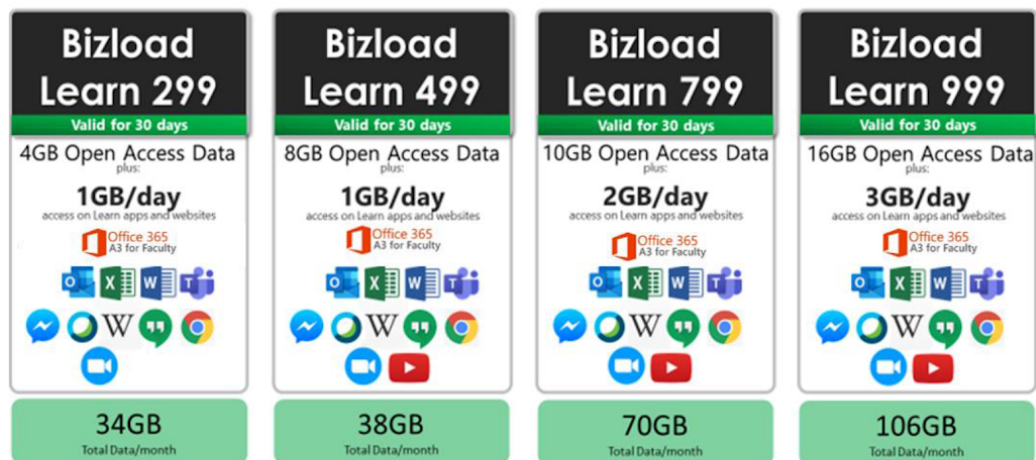 Bizload
Learn 299
Valid for 30 days
4GB Open Access Data
plus:
1GB/day
access on Learn apps and websites
Office 365
A3 for Faculty
O X W T
W
34GB
Total Data/month
Bizload
Learn 499
Valid for 30 days
8GB Open Access Data
plus:
1GB/day
access on Learn apps and websites
Office 365
A3 for Faculty
O X W T
W
38GB
Total Data/month
Bizload
Learn 799
Valid for 30 days
10GB Open Access Data
plus:
2GB/day
access on Learn apps and websites
Office 365
A3 for Faculty
O X W T
W
70GB
Total Data/month
Bizload
Learn 999
Valid for 30 days
16GB Open Access Data
plus:
3GB/day
access on Learn apps and websites
Office 365
A3 for Faculty
O X W T
W
106GB
Total Data/month